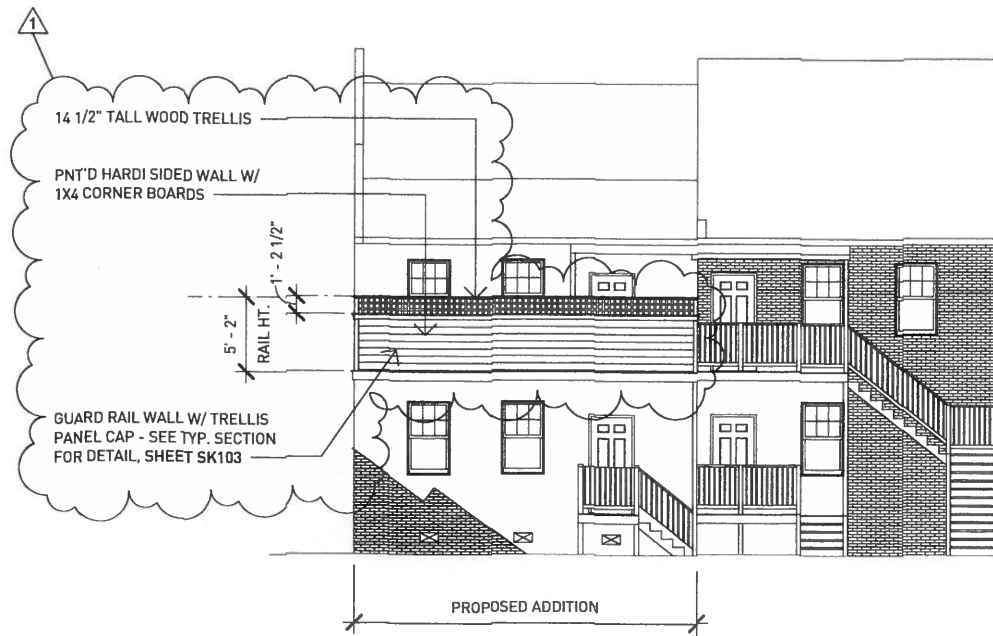 1
14 1/2" TALL WOOD TRELLIS
PNT'D HARDI SIDED WALL W/
1X4 CORNER BOARDS
1' - 2 1/2"
5' - 2"
RAIL HT.
GUARD RAIL WALL W/ TRELLIS
PANEL CAP - SEE TYP. SECTION
FOR DETAIL, SHEET SK103
PROPOSED ADDITION